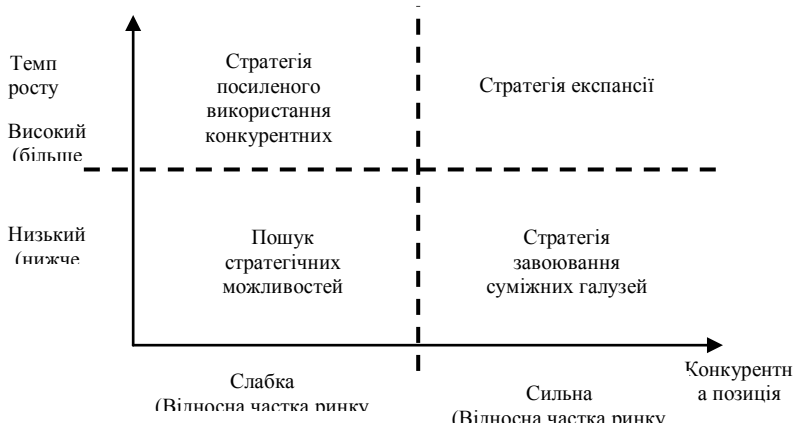 Темп
росту
Високий
(більше
Стратегія
посиленого
використання
конкурентних
Стратегія експансії
Низький
(нижче
Пошук
стратегічних
можливостей
Стратегія
завоювання
суміжних галузей
Слабка
(Відносна частка ринку
Сильна
(Відносна частка ринку
Конкурентн
а позиція